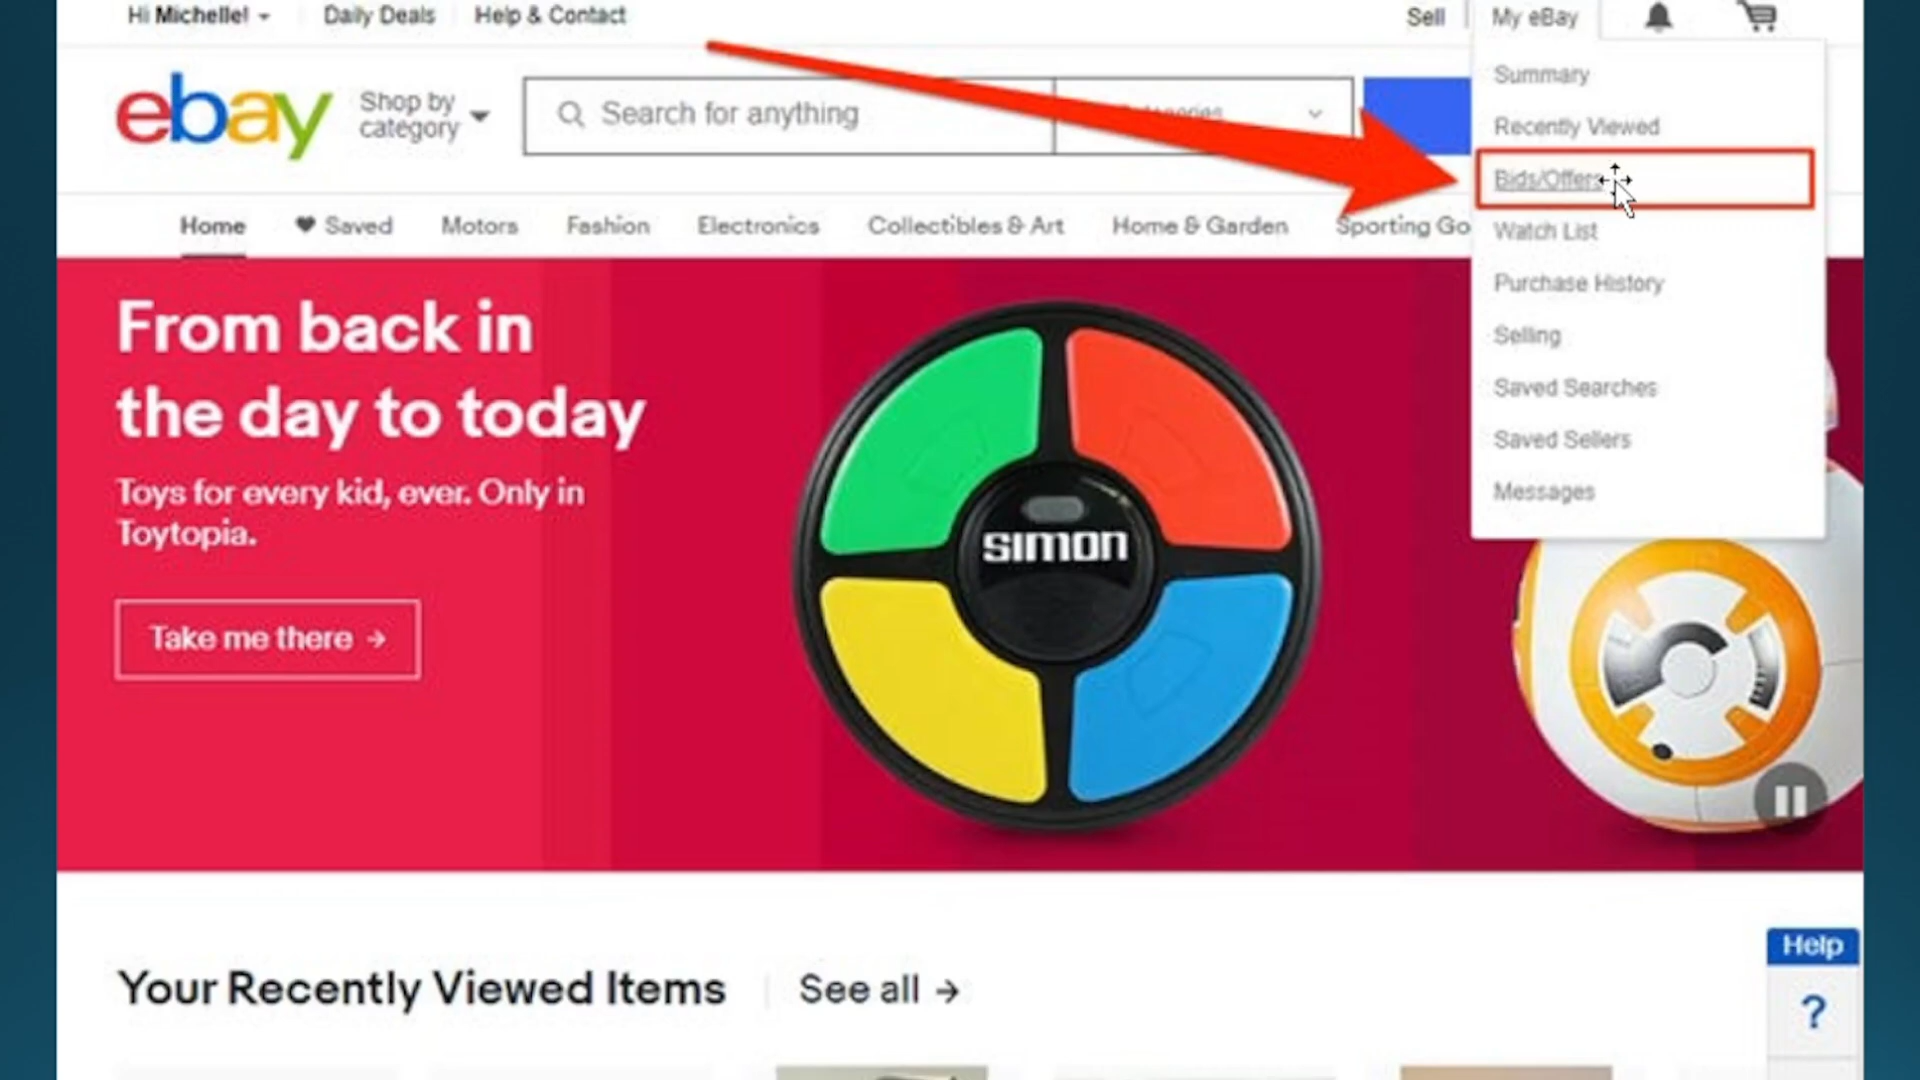 Hi Michelle!
Daily Deals
Help & Contact
Sell
My eBay
ebay
Shop by
category
Search for anything
Summary
Recently Viewed
Bids/Offers
Watch List
Purchase History
Selling
Saved Searches
Saved Sellers
Messages
Home
Saved
Motors
Fashion
Electronics
Collectibles & Art
Home & Garden
Sporting Go
From back in
the day to today
Toys for every kid, ever. Only in
Toytopia.
Take me there →
simon
Your Recently Viewed Items
See all →
Help
?